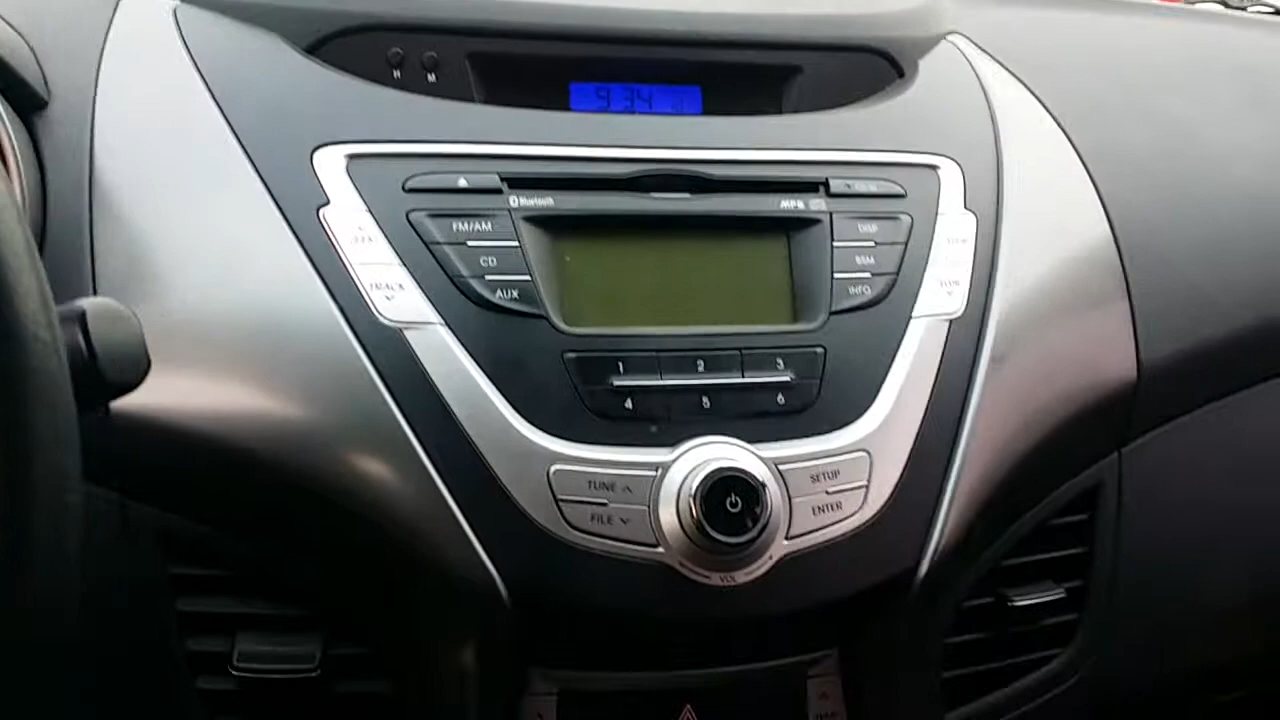 H M
9:34
Bluetooth MP3
FM/AM
CD
AUX
DISP
INFO
TRACK
1 2 3
4 5 6
TUNE
FILE
SETUP
ENTER
VOL